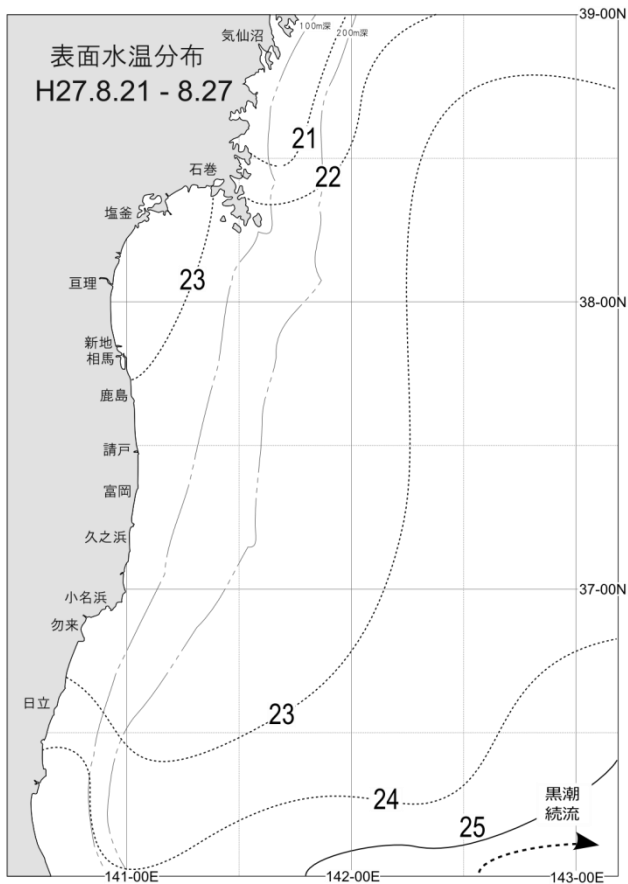 39-00N
100m深
200m深
気仙沼
表面水温分布
H27.8.21 - 8.27
21
石巻
22
塩釜
亘理
23
38-00N
新地
相馬
鹿島
請戸
富岡
久之浜
37-00N
小名浜
勿来
日立
23
24
黒潮
続流
25
141-00E
142-00E
143-00E